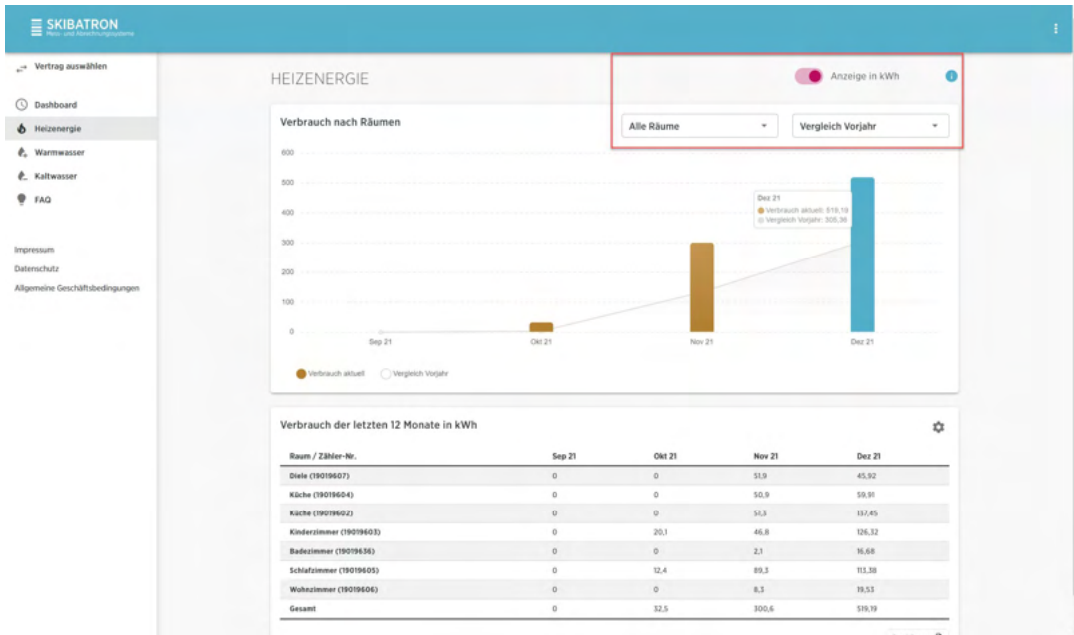 SKIBATRON
Mess- und Abrechnungssysteme
Vertrag auswählen
Dashboard
Heizenergie
Warmwasser
Kaltwasser
FAQ
Impressum
Datenschutz
Allgemeine Geschäftsbedingungen
HEIZENERGIE
Anzeige in kWh
i
Verbrauch nach Räumen
Alle Räume
Vergleich Vorjahr
600
500
400
300
200
100
0
Dez 21
Verbrauch aktuell: 519,19
Vergleich Vorjahr: 305,36
Sep 21 Okt 21 Nov 21 Dez 21
Verbrauch aktuell Vergleich Vorjahr
Verbrauch der letzten 12 Monate in kWh
Raum / Zähler-Nr. Sep 21 Okt 21 Nov 21 Dez 21
Diele (19019607) 0 0 51,9 45,92
Küche (19019604) 0 0 50,9 59,91
Küche (19019602) 0 0 51,3 137,45
Kinderzimmer (19019603) 0 20,1 46,8 126,32
Badezimmer (19019636) 0 0 2,1 16,68
Schlafzimmer (19019605) 0 12,4 89,3 113,38
Wohnzimmer (19019606) 0 0 8,3 19,53
Gesamt 0 32,5 300,6 519,19